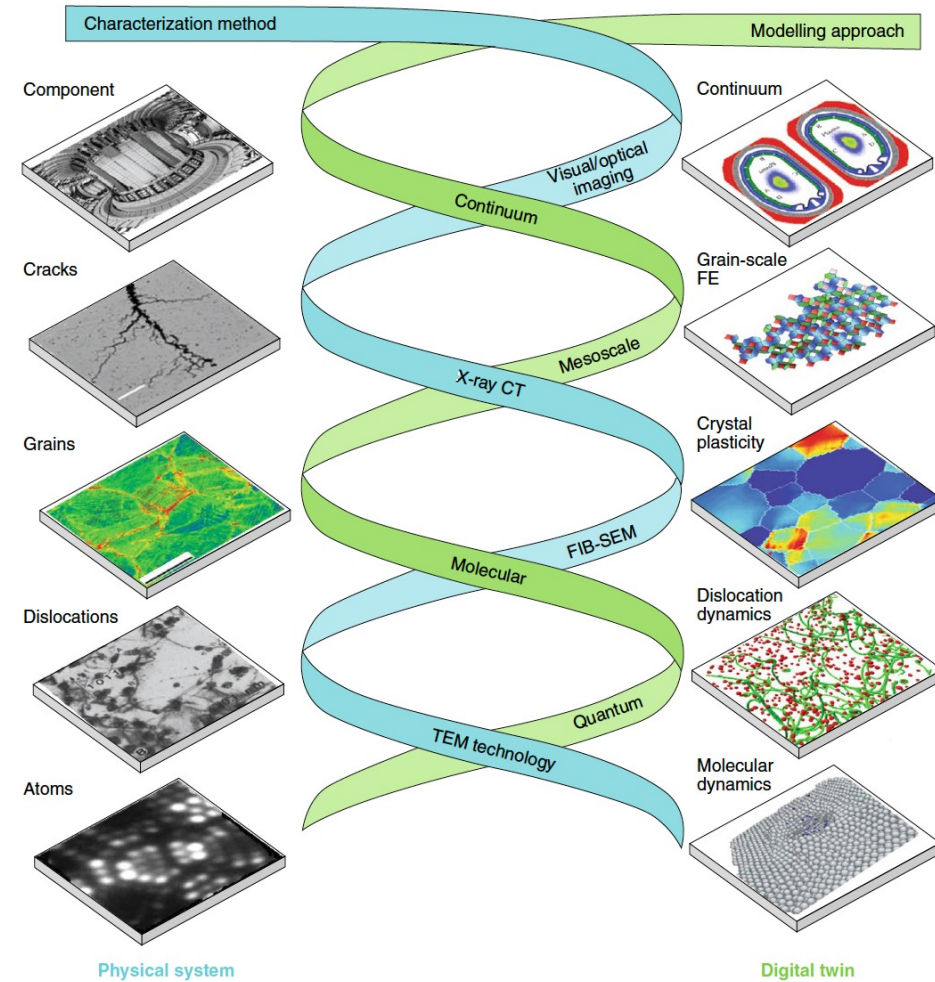 Characterization method
Modelling approach
Component
Continuum
Visual/optical
imaging
Continuum
Cracks
Grain-scale
FE
Mesoscale
X-ray CT
Grains
Crystal
plasticity
FIB-SEM
Molecular
Dislocations
Dislocation
dynamics
Quantum
TEM technology
Atoms
Molecular
dynamics
Physical system
Digital twin